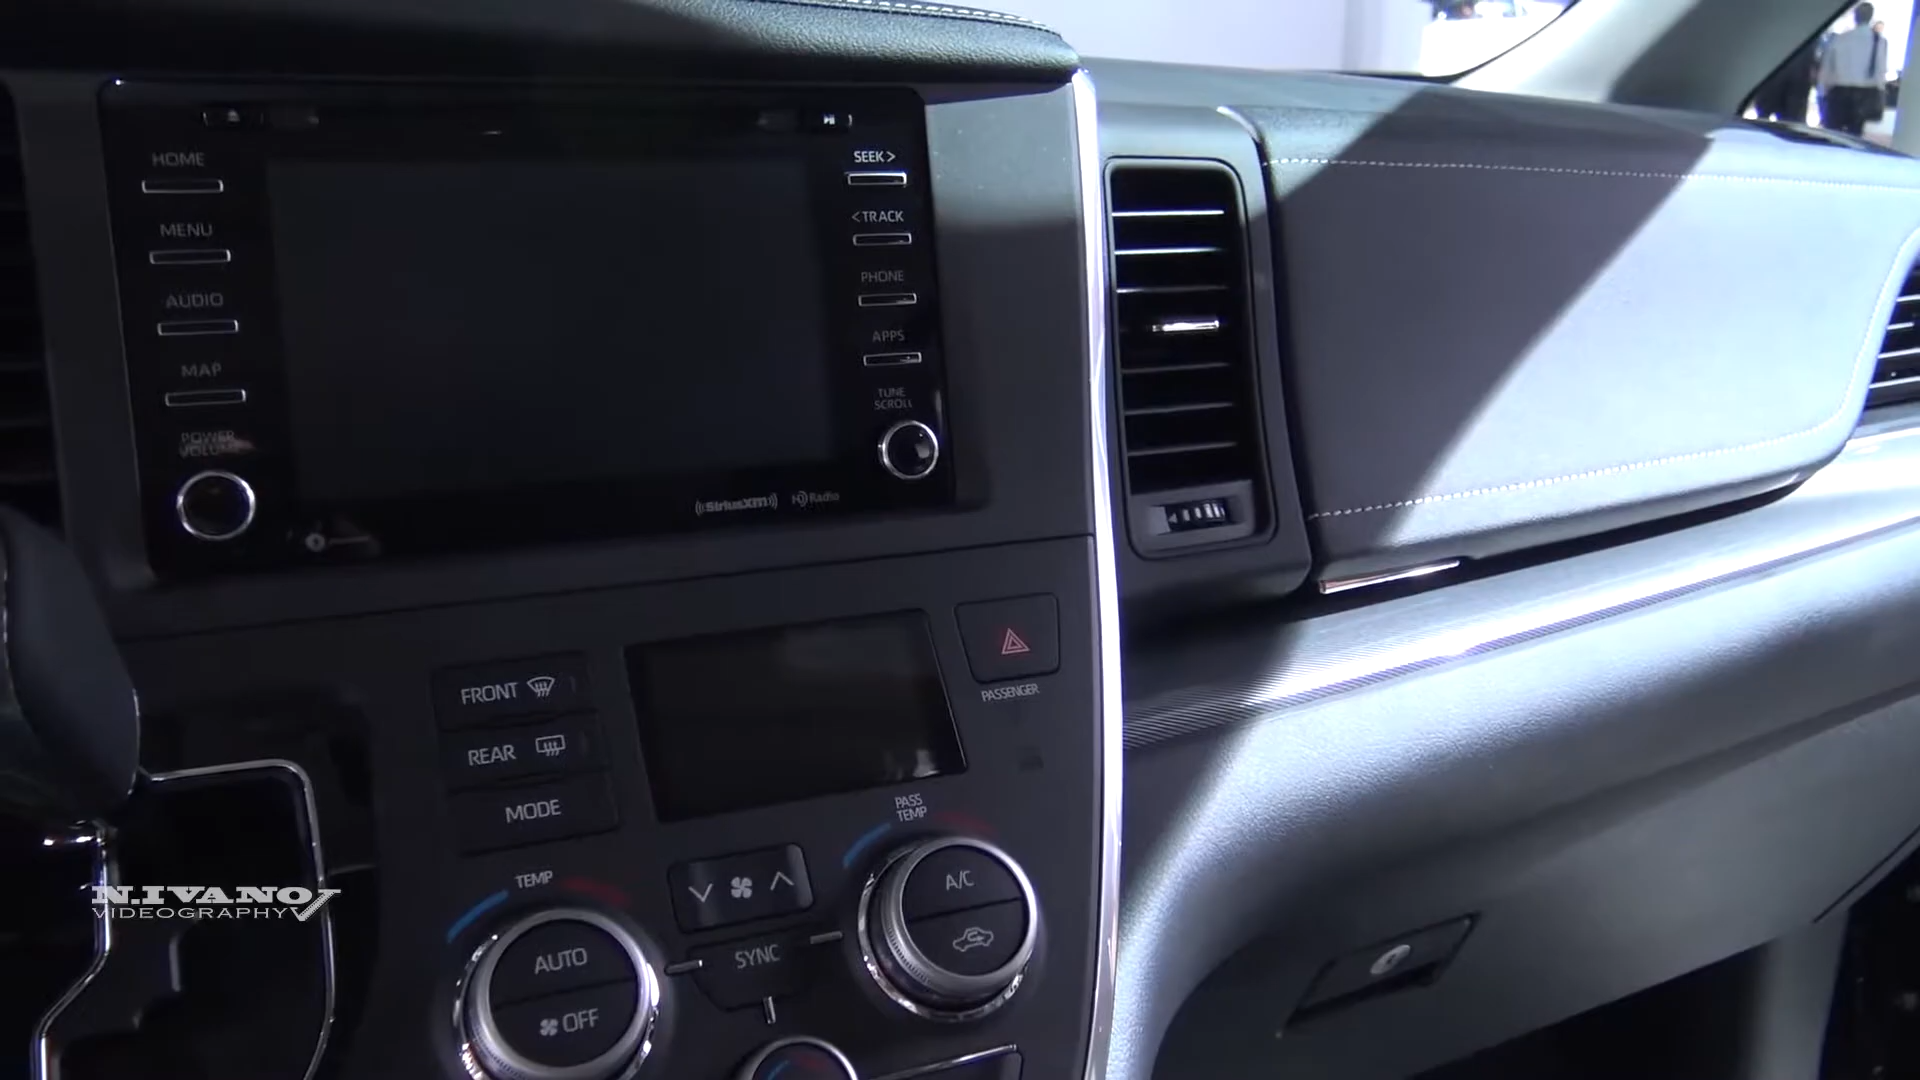 HOME
MENU
AUDIO
MAP
POWER
VOLUME
SEEK >
< TRACK
PHONE
APPS
TUNE
SCROLL
SiriusXM
HD Radio
FRONT
REAR
MODE
PASSENGER
PASS
TEMP
TEMP
A/C
AUTO
OFF
SYNC
N.IVANOV
VIDEOGRAPHY